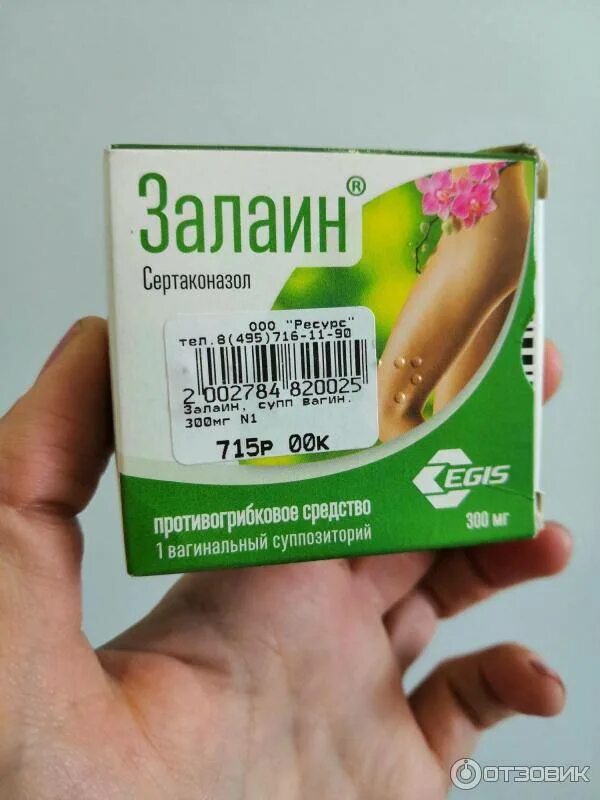 Залаин®
Сертаконазол
ООО "Ресурс"
тел.8(495)716-11-90
2 002784 820025
Залаин, супп вагин.
300мг N1
715р 00к
EGIS
противогрибковое средство
1 вагинальный суппозиторий
300 мг
ОТЗОВИК